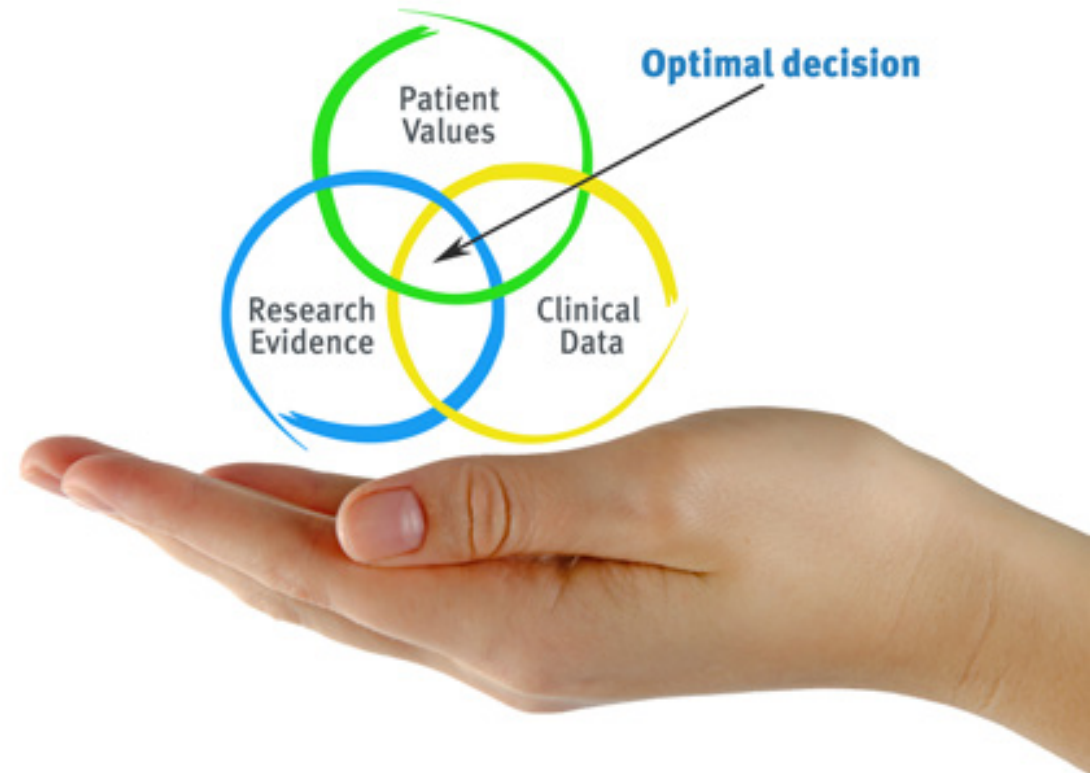 Optimal decision
Patient
Values
Research
Evidence
Clinical
Data